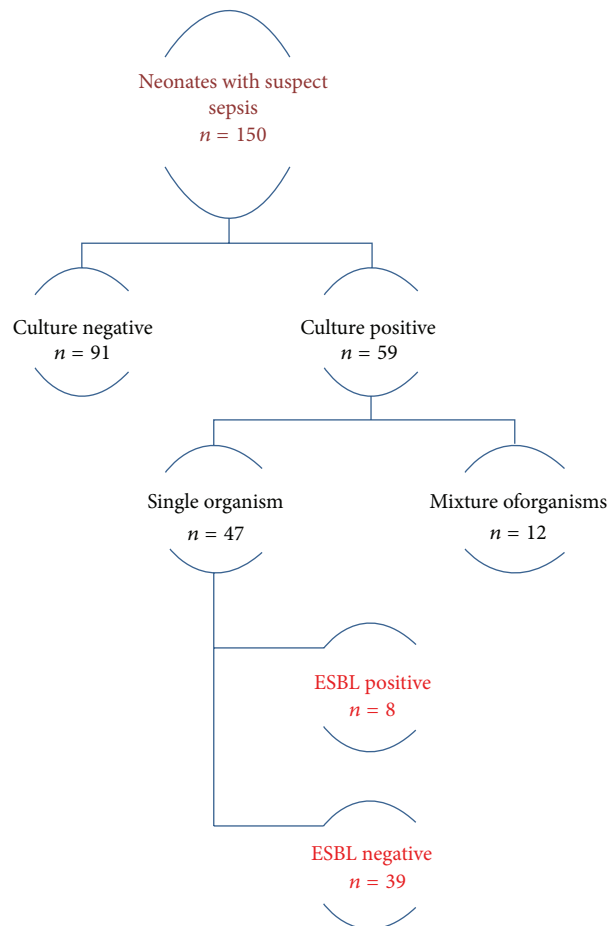 Neonates with suspect
sepsis
n = 150
Culture negative
n = 91
Culture positive
n = 59
Single organism
n = 47
Mixture oforganisms
n = 12
ESBL positive
n = 8
ESBL negative
n = 39